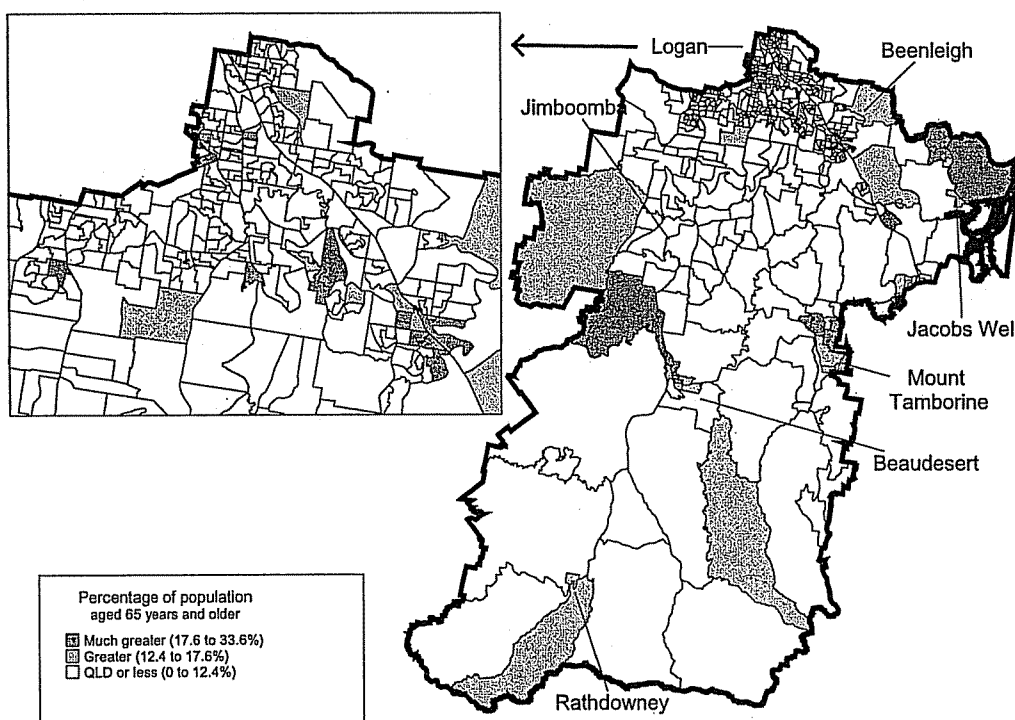 Logan
Beenleigh
Jimboomba
Jacobs Wel
Mount
Tamborine
Beaudesert
Rathdowney
Percentage of population
aged 65 years and older
Much greater (17.6 to 33.6%)
Greater (12.4 to 17.6%)
QLD or less (0 to 12.4%)